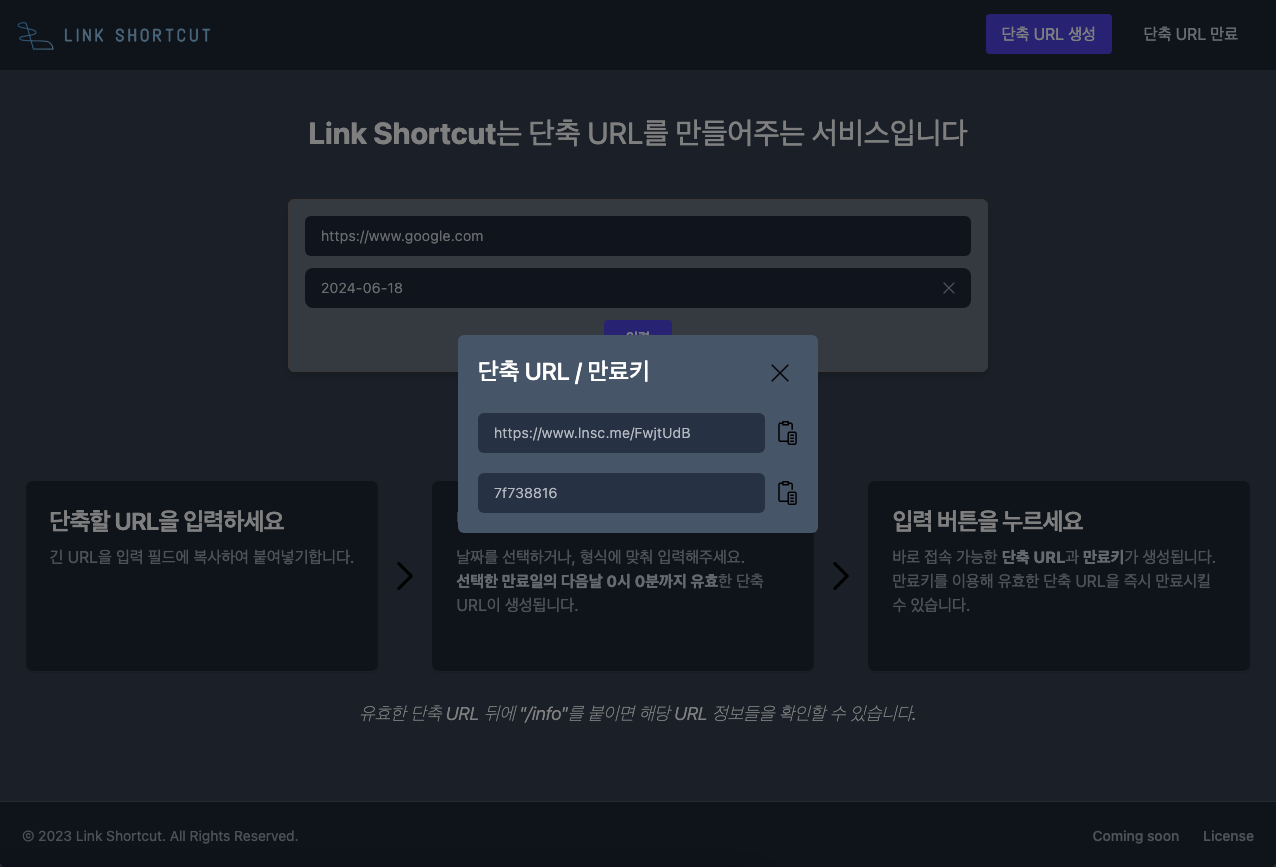 LINK SHORTCUT
단축 URL 생성
단축 URL 만료
Link Shortcut는 단축 URL를 만들어주는 서비스입니다
https://www.google.com
2024-06-18
단축 URL / 만료키
https://www.lnsc.me/FwjtUdB
7f738816
단축할 URL을 입력하세요
긴 URL을 입력 필드에 복사하여 붙여넣기합니다.
날짜를 선택하거나, 형식에 맞춰 입력해주세요.
선택한 만료일의 다음날 0시 0분까지 유효한 단축
URL이 생성됩니다.
입력 버튼을 누르세요
바로 접속 가능한 단축 URL과 만료키가 생성됩니다.
만료키를 이용해 유효한 단축 URL을 즉시 만료시킬
수 있습니다.
유효한 단축 URL 뒤에 "/info"를 붙이면 해당 URL 정보들을 확인할 수 있습니다.
© 2023 Link Shortcut. All Rights Reserved.
Coming soon
License